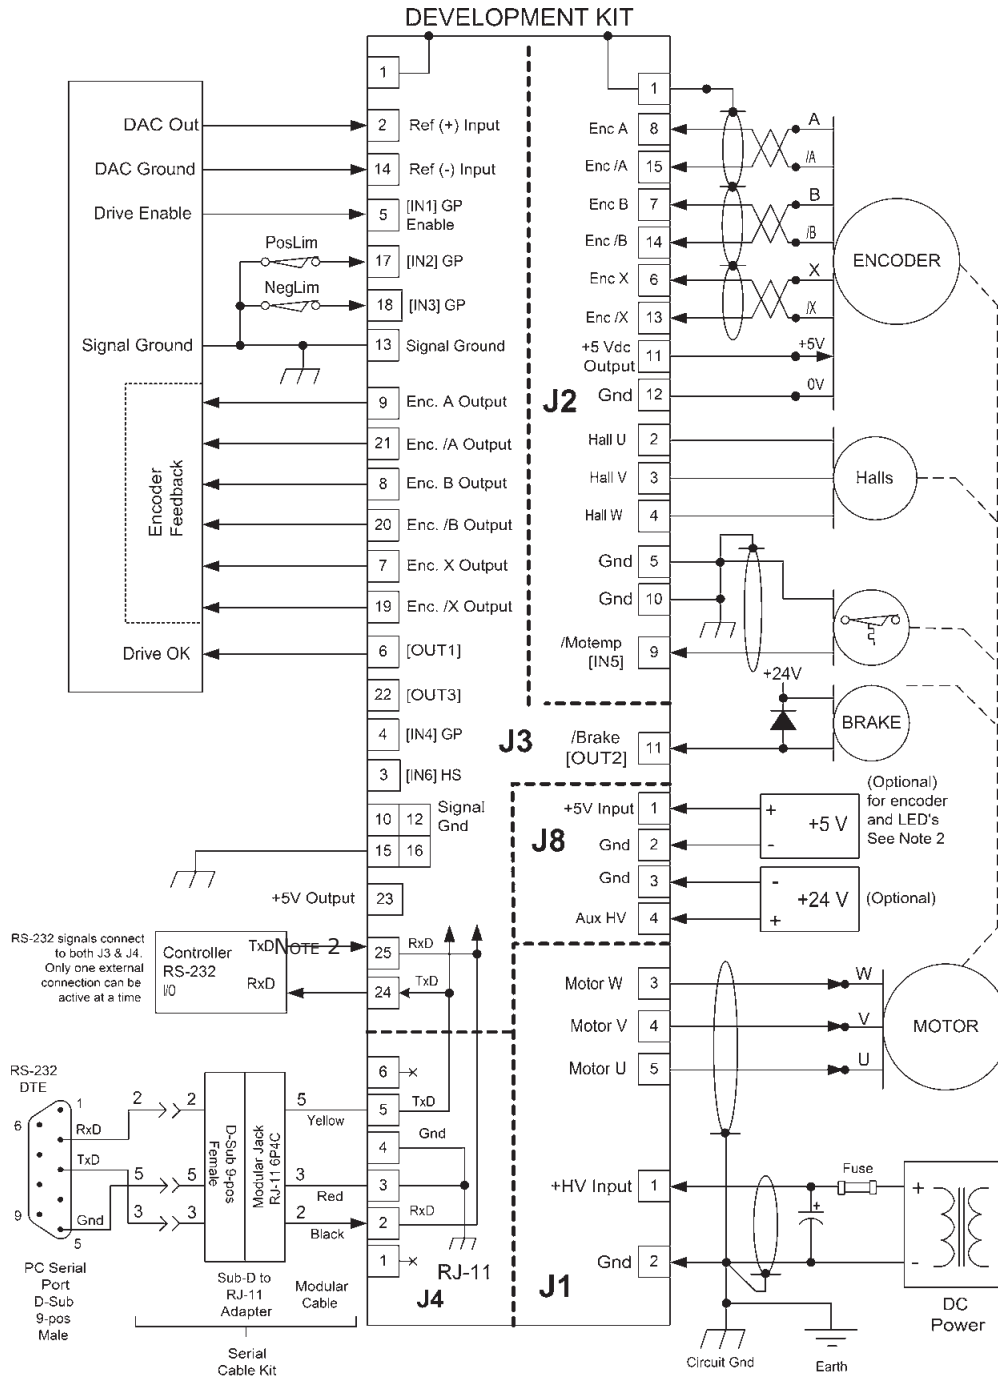 DEVELOPMENT KIT
1
DAC Out
2
Ref (+) Input
DAC Ground
14
Ref (-) Input
Drive Enable
5
[IN1] GP
Enable
PosLim
17
[IN2] GP
NegLim
18
[IN3] GP
Signal Ground
13
Signal Ground
Encoder
Feedback
9
Enc. A Output
21
Enc. /A Output
8
Enc. B Output
20
Enc. /B Output
7
Enc. X Output
19
Enc. /X Output
Drive OK
6
[OUT1]
22
[OUT3]
4
[IN4] GP
3
[IN6] HS
10
12
Signal
Gnd
15
16
+5V Output
23
J3
J2
1
Enc A
8
A
Enc /A
15
/A
Enc B
7
B
Enc /B
14
/B
Enc X
6
X
Enc /X
13
/X
+5 Vdc
Output
11
+5V
Gnd
12
0V
ENCODER
Hall U
2
Hall V
3
Hall W
4
Halls
Gnd
5
Gnd
10
/Motemp
[IN5]
9
+24V
/Brake
[OUT2]
11
BRAKE
J8
+5V Input
1
+
+5 V
Gnd
2
-
(Optional)
for encoder
and LED's
See Note 2
Gnd
3
-
+24 V
Aux HV
4
+
(Optional)
RS-232 signals connect
to both J3 & J4.
Only one external
connection can be
active at a time
Controller
RS-232
I/0
TxD
NOTE 2
25
RxD
RxD
24
TxD
Motor W
3
W
Motor V
4
V
Motor U
5
U
MOTOR
RS-232
DTE
1
6
RxD
TxD
9
Gnd
5
PC Serial
Port
D-Sub
9-pos
Male
2
2
5
5
3
3
D-Sub 9-pos
Female
Modular Jack
RJ-11 6P4C
5
Yellow
3
Red
2
Black
Sub-D to
RJ-11
Adapter
Modular
Cable
Serial
Cable Kit
6
5
TxD
4
Gnd
3
2
RxD
1
RJ-11
J4
J1
+HV Input
1
+
Fuse
+
Gnd
2
-
DC
Power
Circuit Gnd
Earth